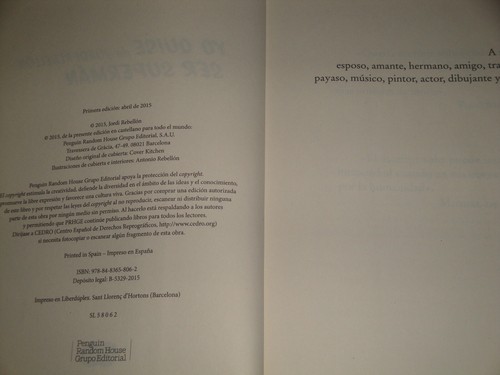 Primera edición: abril de 2015
© 2015, Jordi Rebellón
© 2015, de la presente edición en castellano para todo el mundo:
Penguin Random House Grupo Editorial, S.A.U.
Travessera de Gràcia, 47-49. 08021 Barcelona
Diseño original de cubierta: Cover Kitchen
Ilustraciones de cubierta e interiores: Antonio Rebellón
Penguin Random House Grupo Editorial apoya la protección del copyright.
El copyright estimula la creatividad, defiende la diversidad en el ámbito de las ideas y el conocimiento,
promueve la libre expresión y favorece una cultura viva. Gracias por comprar una edición autorizada
de este libro y por respetar las leyes del copyright al no reproducir, escanear ni distribuir ninguna
parte de esta obra por ningún medio sin permiso. Al hacerlo está respaldando a los autores
y permitiendo que PRHGE continúe publicando libros para todos los lectores.
Diríjase a CEDRO (Centro Español de Derechos Reprográficos, http://www.cedro.org)
si necesita fotocopiar o escanear algún fragmento de esta obra.
Printed in Spain – Impreso en España
ISBN: 978-84-8365-806-2
Depósito legal: B-5329-2015
Impreso en Liberdúplex, Sant Llorenç d'Hortons (Barcelona)
SL 58062
Penguin
Random House
Grupo Editorial
A
esposo, amante, hermano, amigo, tra
payaso, músico, pintor, actor, dibujante y